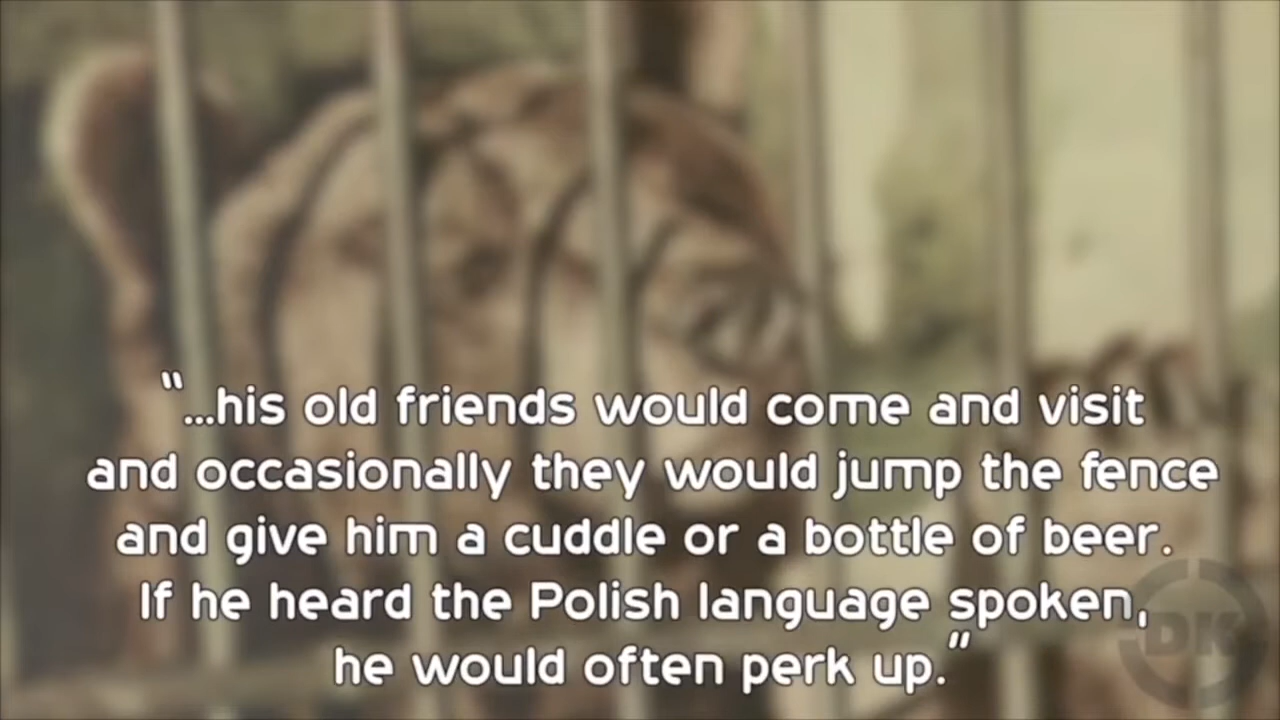 “...his old friends would come and visit
and occasionally they would jump the fence
and give him a cuddle or a bottle of beer.
If he heard the Polish language spoken,
he would often perk up.”
DK